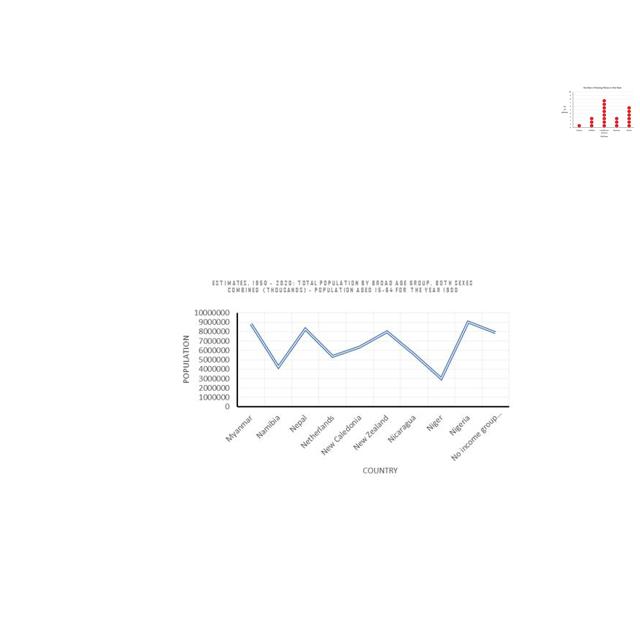 ESTIMATES, 1950 - 2020: TOTAL POPULATION BY BROAD AGE GROUP, BOTH SEXES
COMBINED (THOUSANDS) - POPULATION AGED 15-64 FOR THE YEAR 1990
POPULATION
10000000
9000000
8000000
7000000
6000000
5000000
4000000
3000000
2000000
1000000
0
Myanmar
Namibia
Nepal
Netherlands
New Caledonia
New Zealand
Nicaragua
Niger
Nigeria
No income group...
COUNTRY